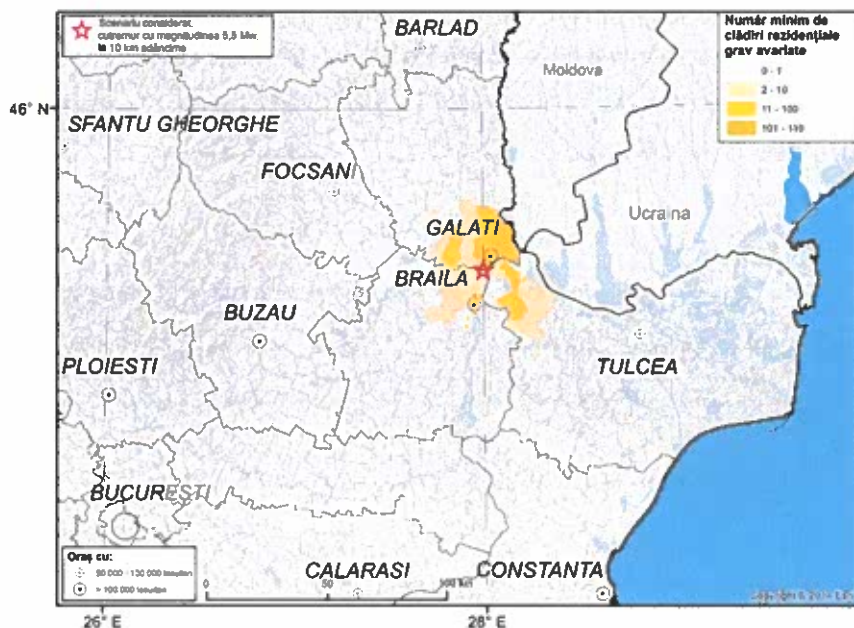 Scenariu considerat,
cutremur cu magnitudinea 5,5 Mw,
la 10 km adâncime
BARLAD
Număr minim de
clădiri rezidențiale
grav avariate
0 - 1
2 - 10
11 - 100
101 - 149
Moldova
46° N
SFANTU GHEORGHE
FOCSANI
Ucraina
GALATI
BRAILA
BUZAU
PLOIESTI
TULCEA
BUCURESTI
Oraș cu:
> 100 000 locuitori
0
50
100 km
CALARASI
CONSTANTA
26° E
28° E